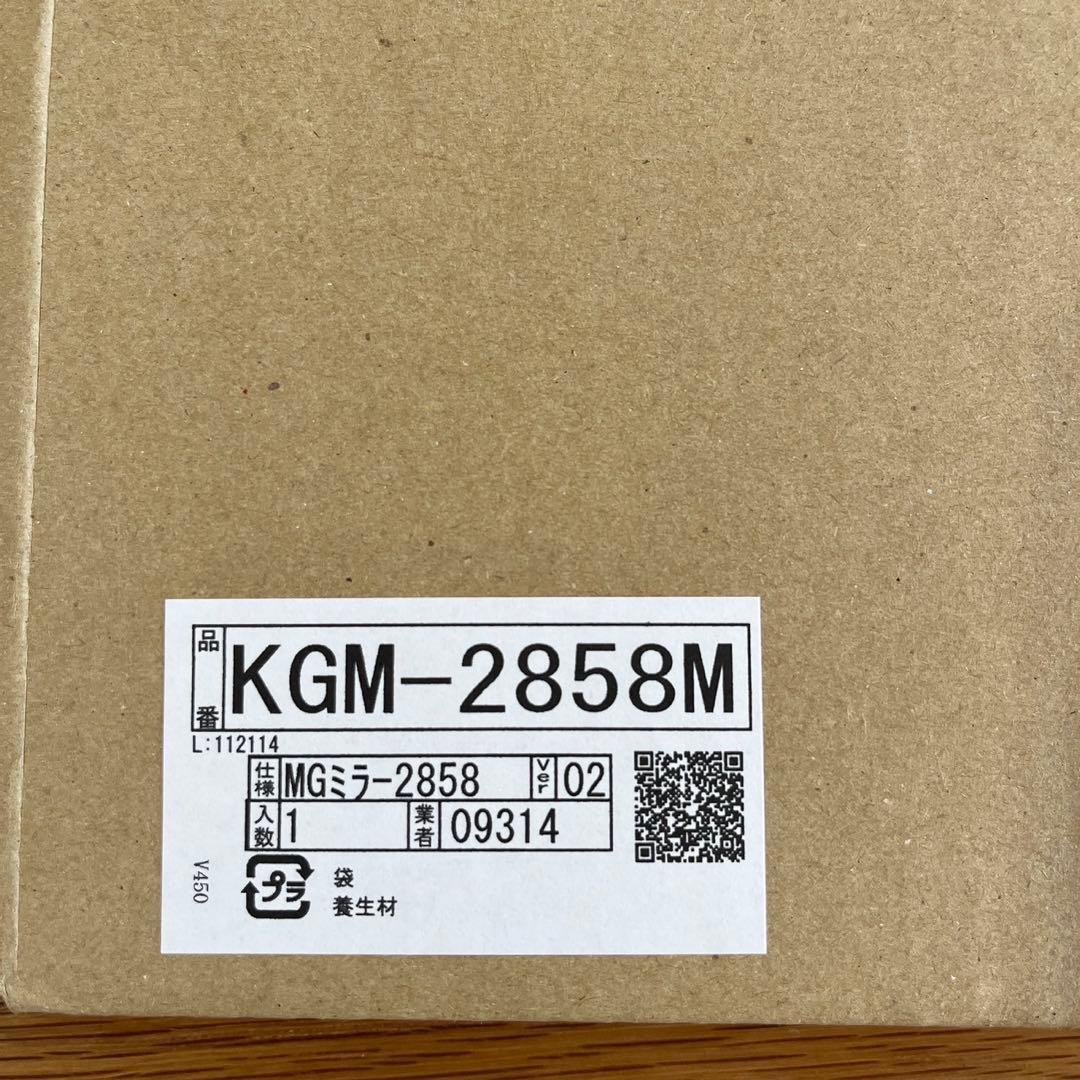 品番 KGM-2858M
L:112114
仕様 MGミラー2858 Ver 02
入数 1 業者 09314
プラ 袋
養生材
V450